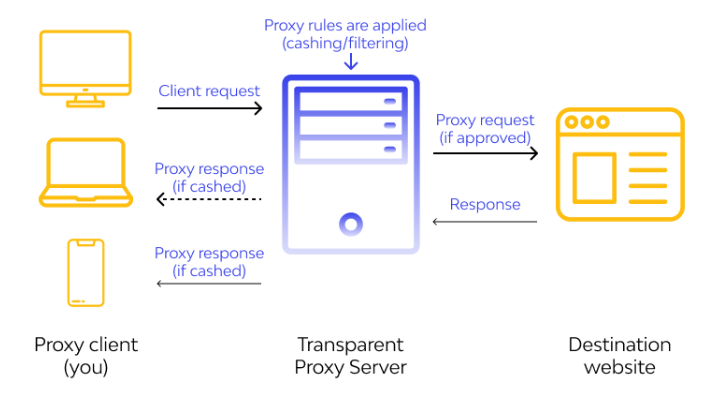 Proxy rules are applied
(cashing/filtering)
Client request
Proxy request
(if approved)
Proxy response
(if cashed)
Response
Proxy response
(if cashed)
Proxy client
(you)
Transparent
Proxy Server
Destination
website